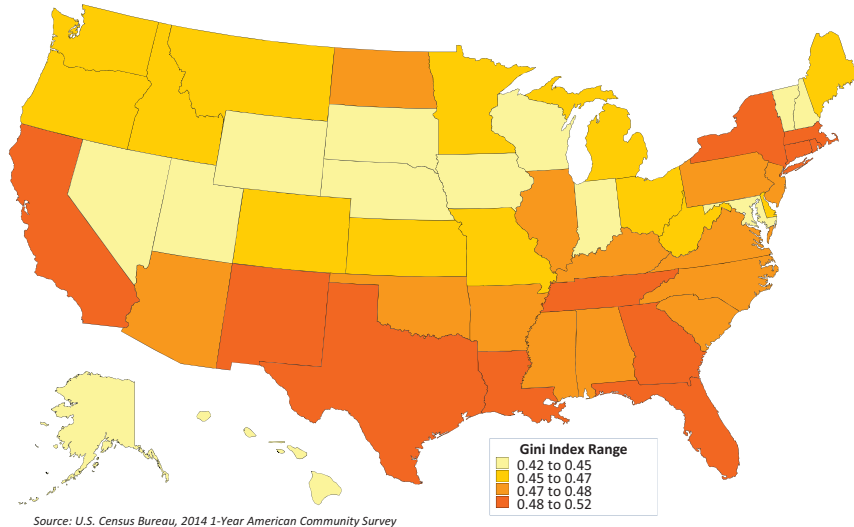 Gini Index Range
0.42 to 0.45
0.45 to 0.47
0.47 to 0.48
0.48 to 0.52
Source: U.S. Census Bureau, 2014 1-Year American Community Survey